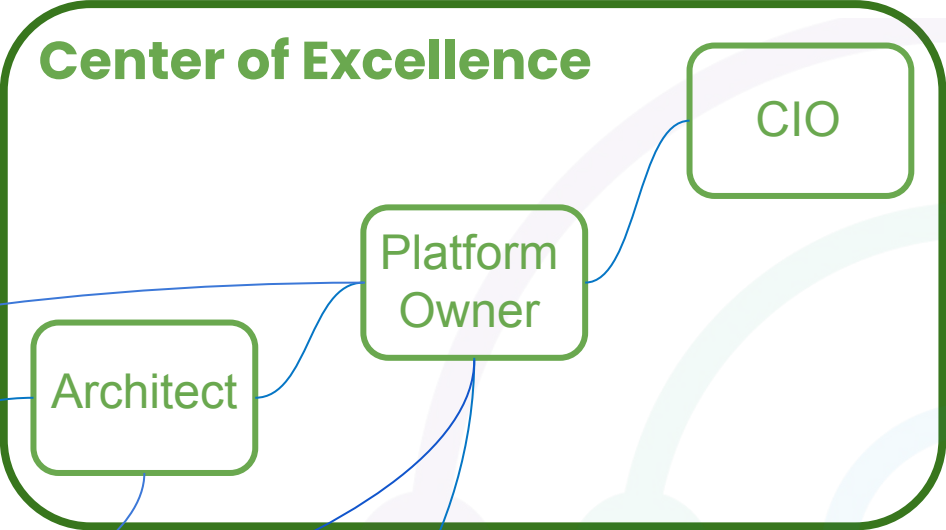 Center of Excellence
CIO
Platform
Owner
Architect